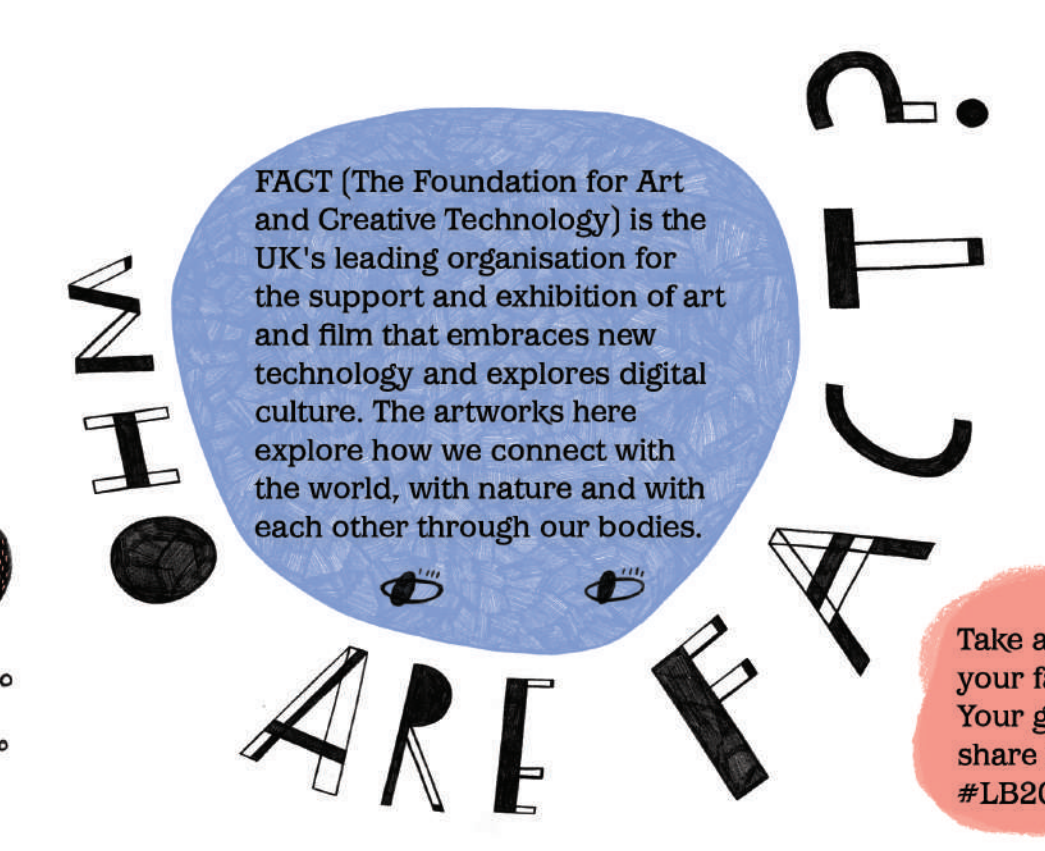 WHO ARE FACT?
FACT (The Foundation for Art
and Creative Technology) is the
UK's leading organisation for
the support and exhibition of art
and film that embraces new
technology and explores digital
culture. The artworks here
explore how we connect with
the world, with nature and with
each other through our bodies.
Take a
your
Your
share